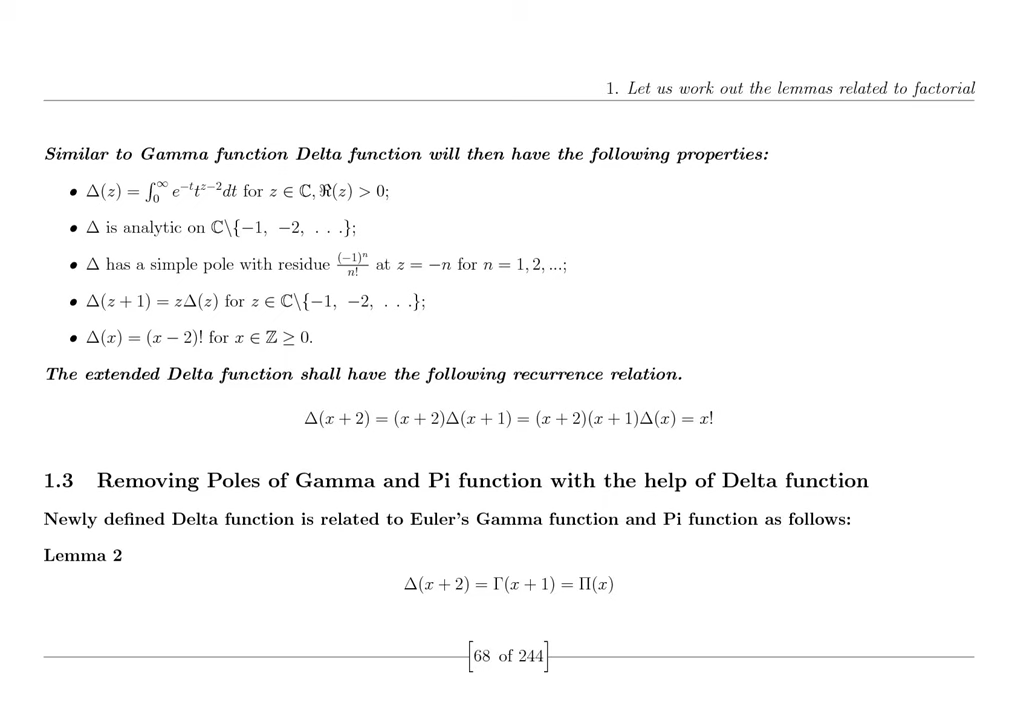 1. Let us work out the lemmas related to factorial
Similar to Gamma function Delta function will then have the following properties:
• Δ(z) = ∫₀^∞ e^{−t}t^{z−2}dt for z ∈ ℂ, ℜ(z) > 0;
• Δ is analytic on ℂ\{−1, −2, . . .};
• Δ has a simple pole with residue (−1)^n/n! at z = −n for n = 1, 2, ...;
• Δ(z + 1) = zΔ(z) for z ∈ ℂ\{−1, −2, . . .};
• Δ(x) = (x − 2)! for x ∈ ℤ ≥ 0.
The extended Delta function shall have the following recurrence relation.
Δ(x + 2) = (x + 2)Δ(x + 1) = (x + 2)(x + 1)Δ(x) = x!
1.3 Removing Poles of Gamma and Pi function with the help of Delta function
Newly defined Delta function is related to Euler's Gamma function and Pi function as follows:
Lemma 2
Δ(x + 2) = Γ(x + 1) = Π(x)
[68 of 244]